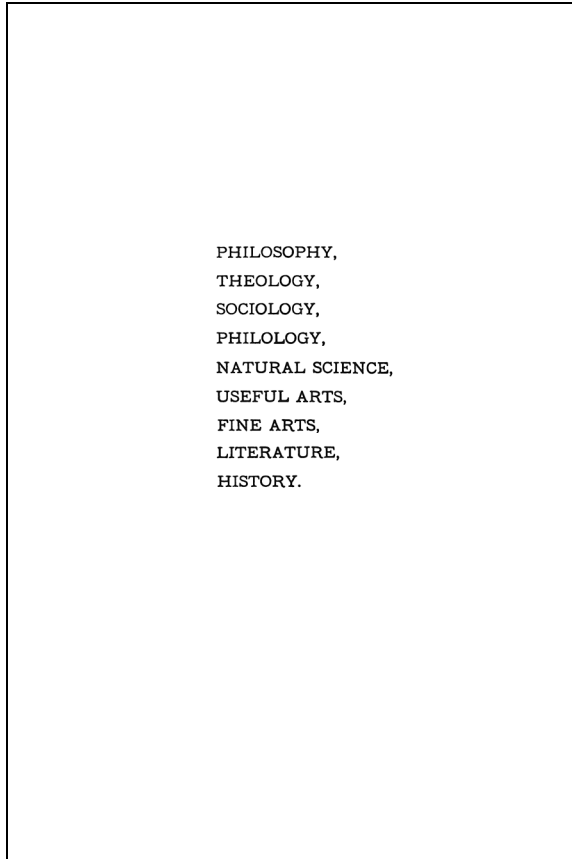 PHILOSOPHY,
THEOLOGY,
SOCIOLOGY,
PHILOLOGY,
NATURAL SCIENCE,
USEFUL ARTS,
FINE ARTS,
LITERATURE,
HISTORY.